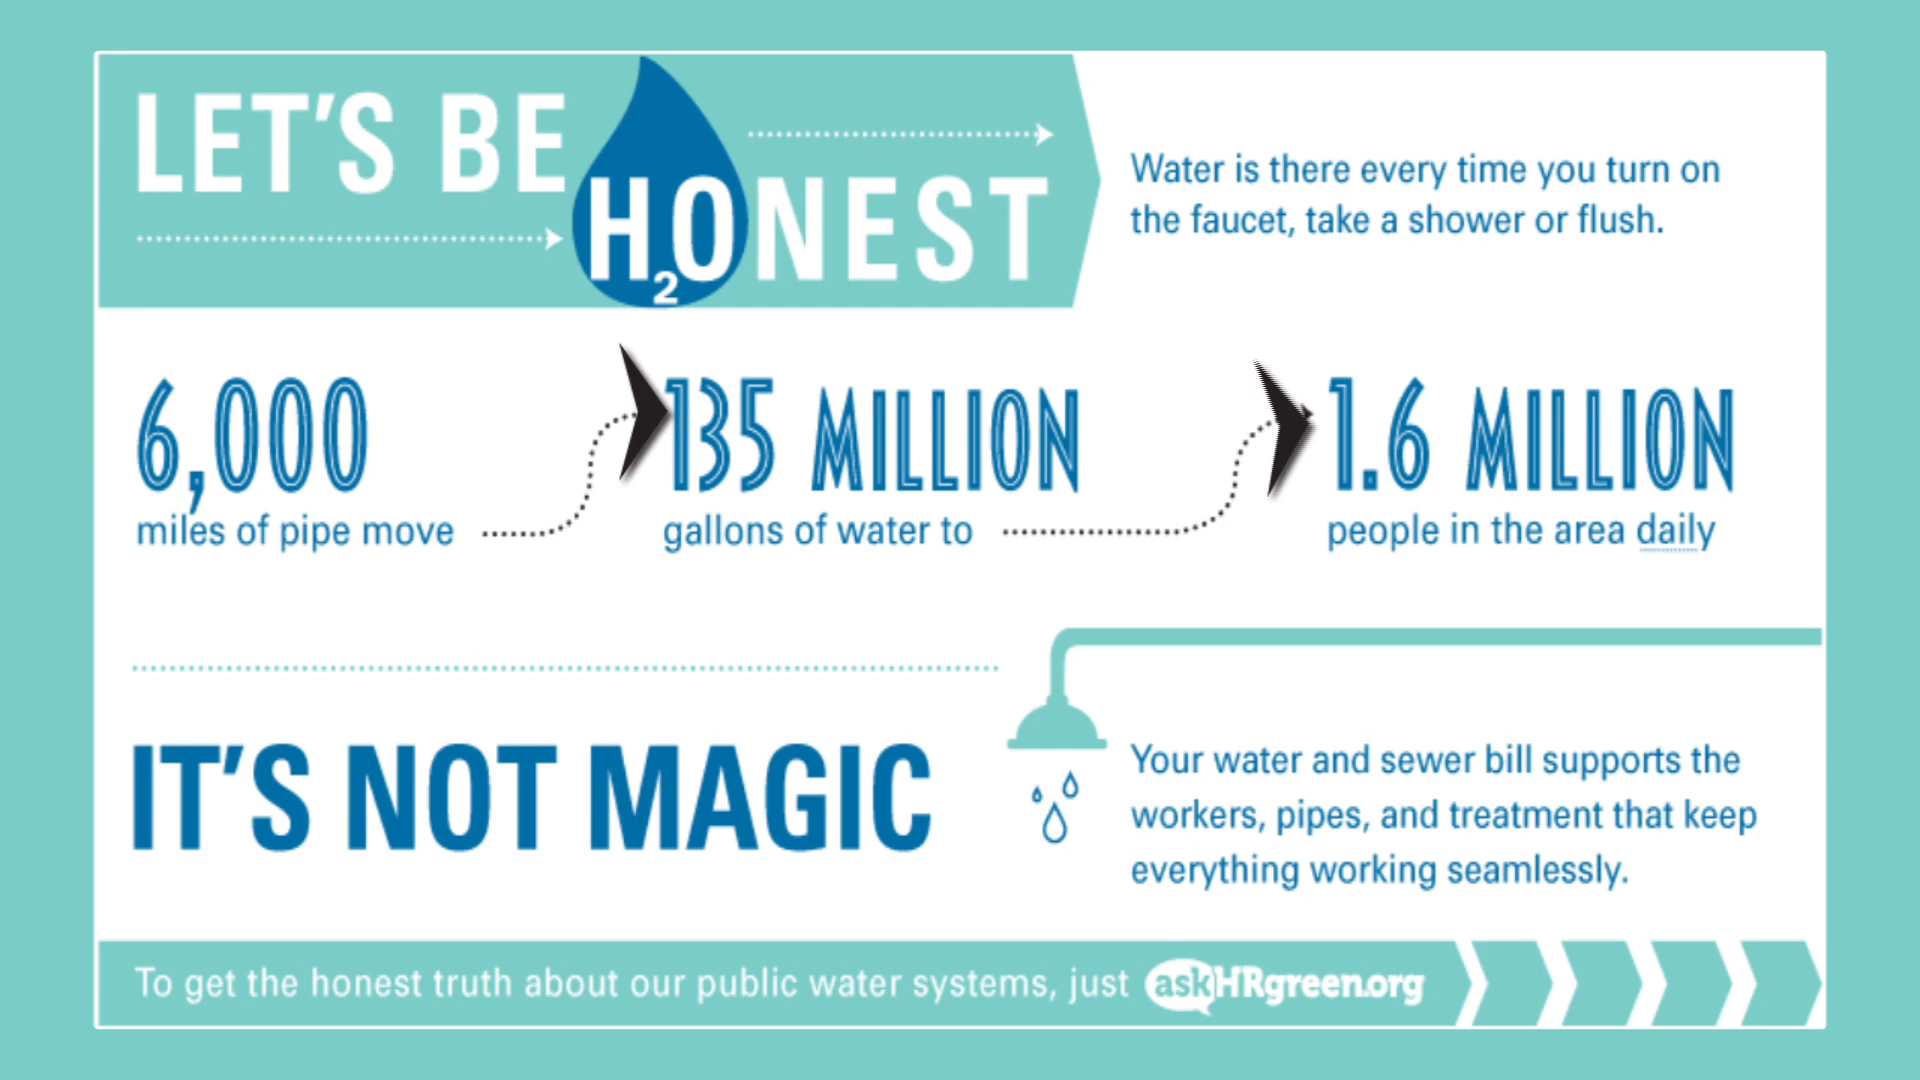 LET'S BE
H2ONEST
Water is there every time you turn on
the faucet, take a shower or flush.
6,000
miles of pipe move
135 MILLION
gallons of water to
1.6 MILLION
people in the area daily
IT'S NOT MAGIC
Your water and sewer bill supports the
workers, pipes, and treatment that keep
everything working seamlessly.
To get the honest truth about our public water systems, just askHRgreen.org